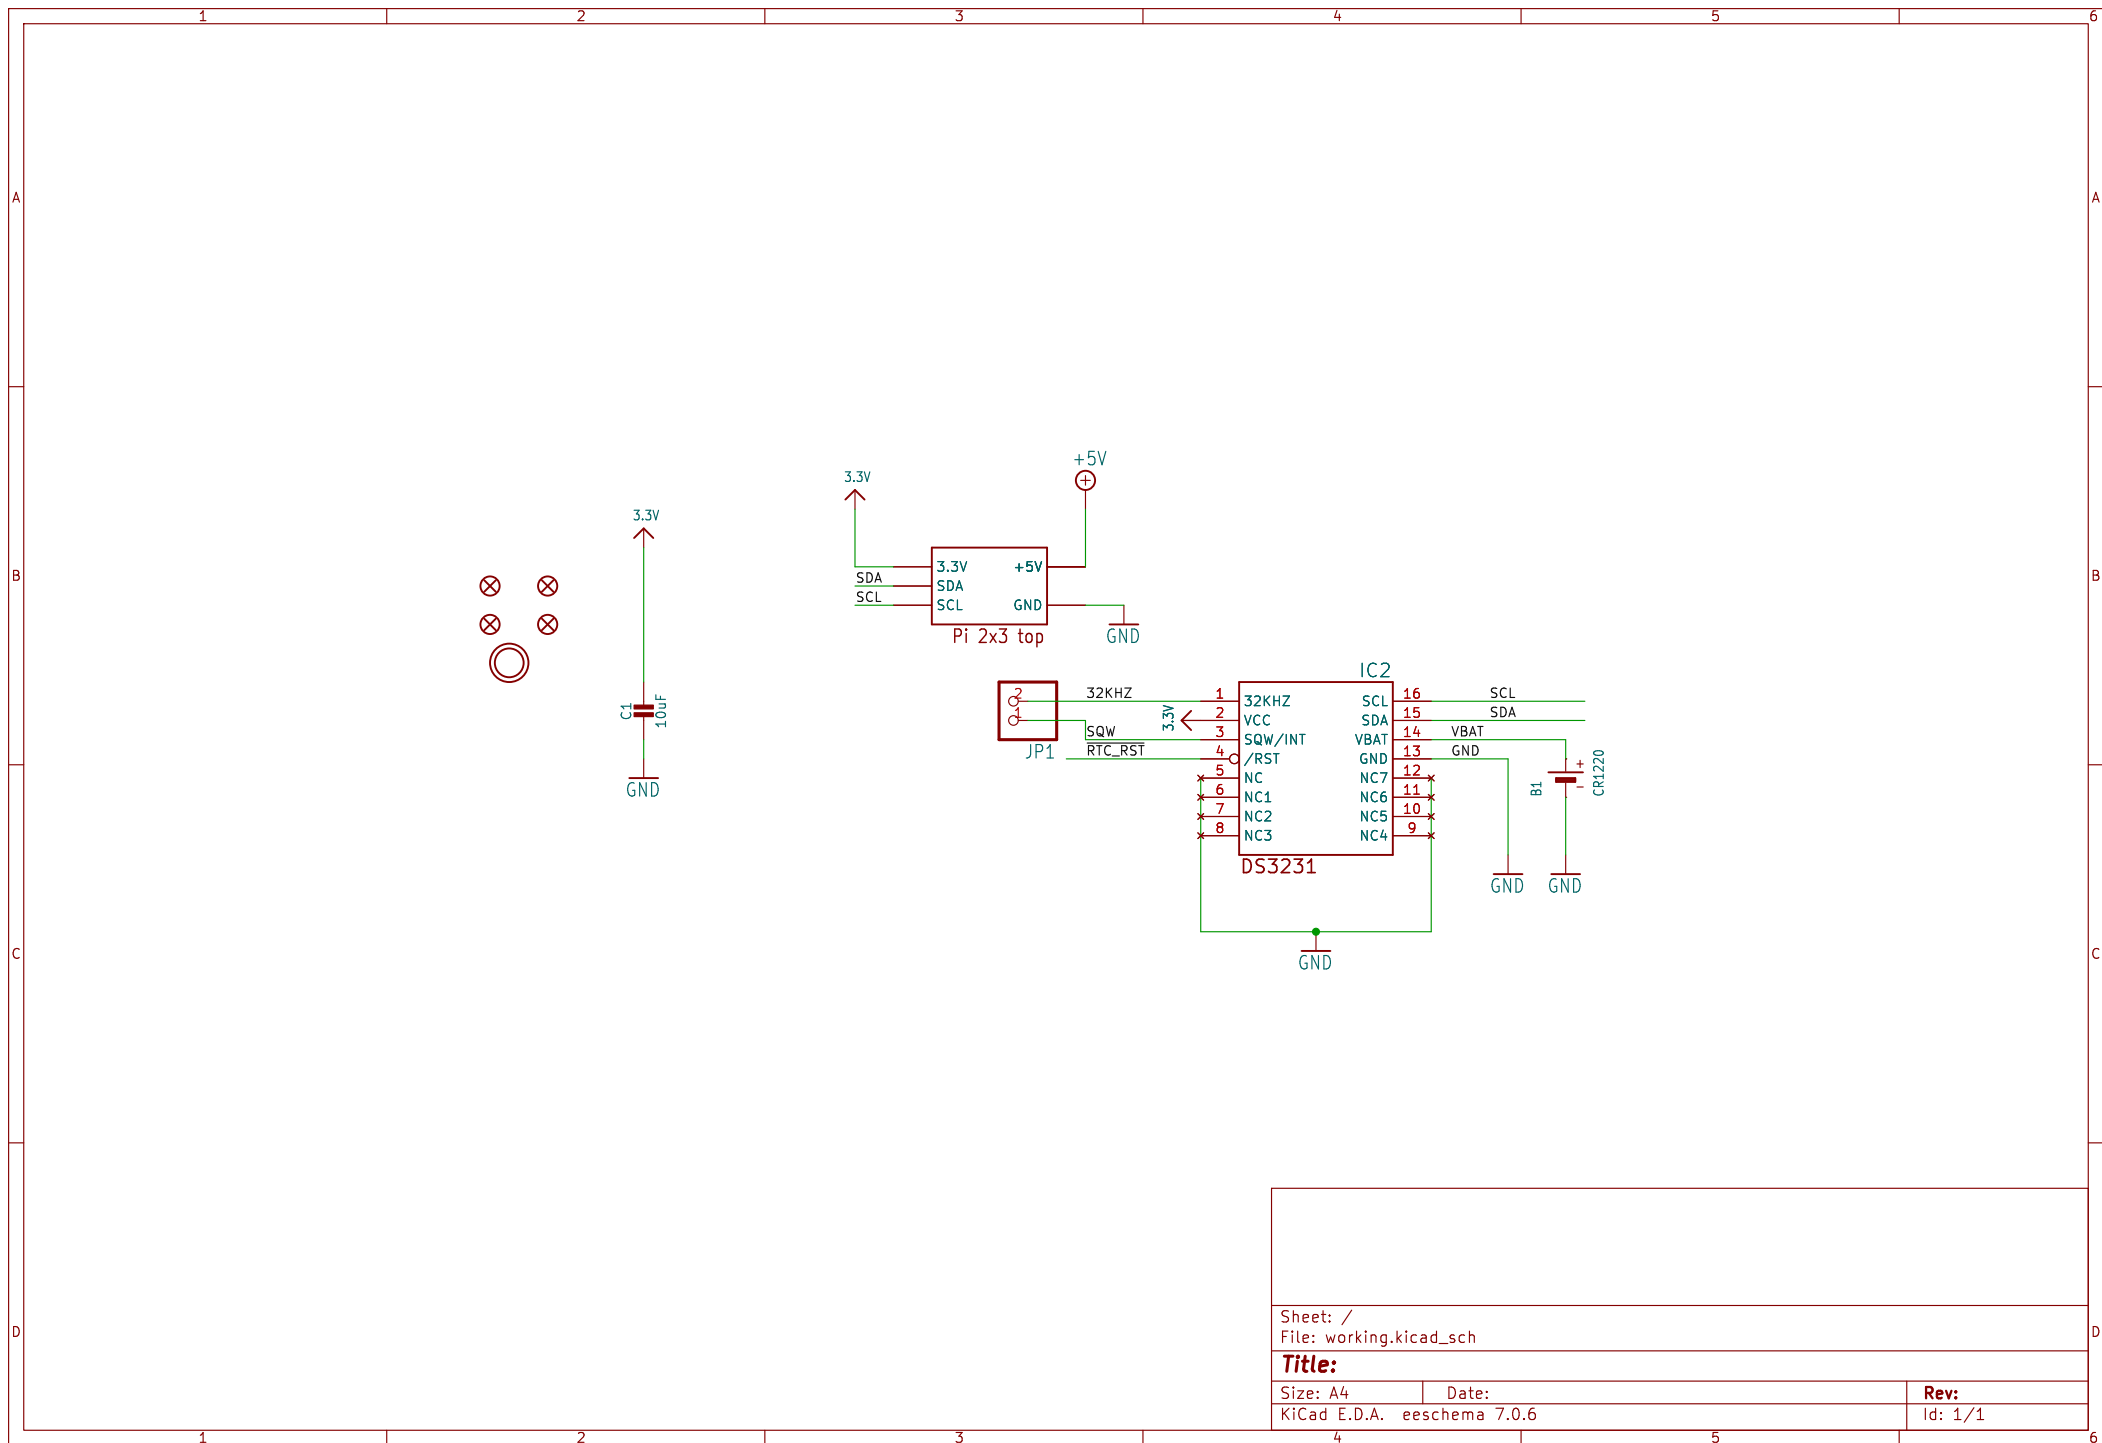 1 2 3 4 5 6
A A
+5V
3.3V
3.3V
B B
3.3V +5V
SDA SDA
SCL SCL GND
Pi 2x3 top GND
IC2
2 32KHZ 1 32KHZ SCL 16 SCL
1 3.3V 2 VCC SDA 15 SDA
SQW 3 SQW/INT VBAT 14 VBAT
JP1 RTC_RST 4 /RST GND 13 GND
5 NC NC7 12
6 NC1 NC6 11
7 NC2 NC5 10
8 NC3 NC4 9
DS3231
C1
10uF
GND
+
-
B1
CR1220
GND GND
GND
C C
Sheet: /
File: working.kicad_sch
D D
Title:
Size: A4 Date: Rev:
KiCad E.D.A. eeschema 7.0.6 Id: 1/1
1 2 3 4 5 6